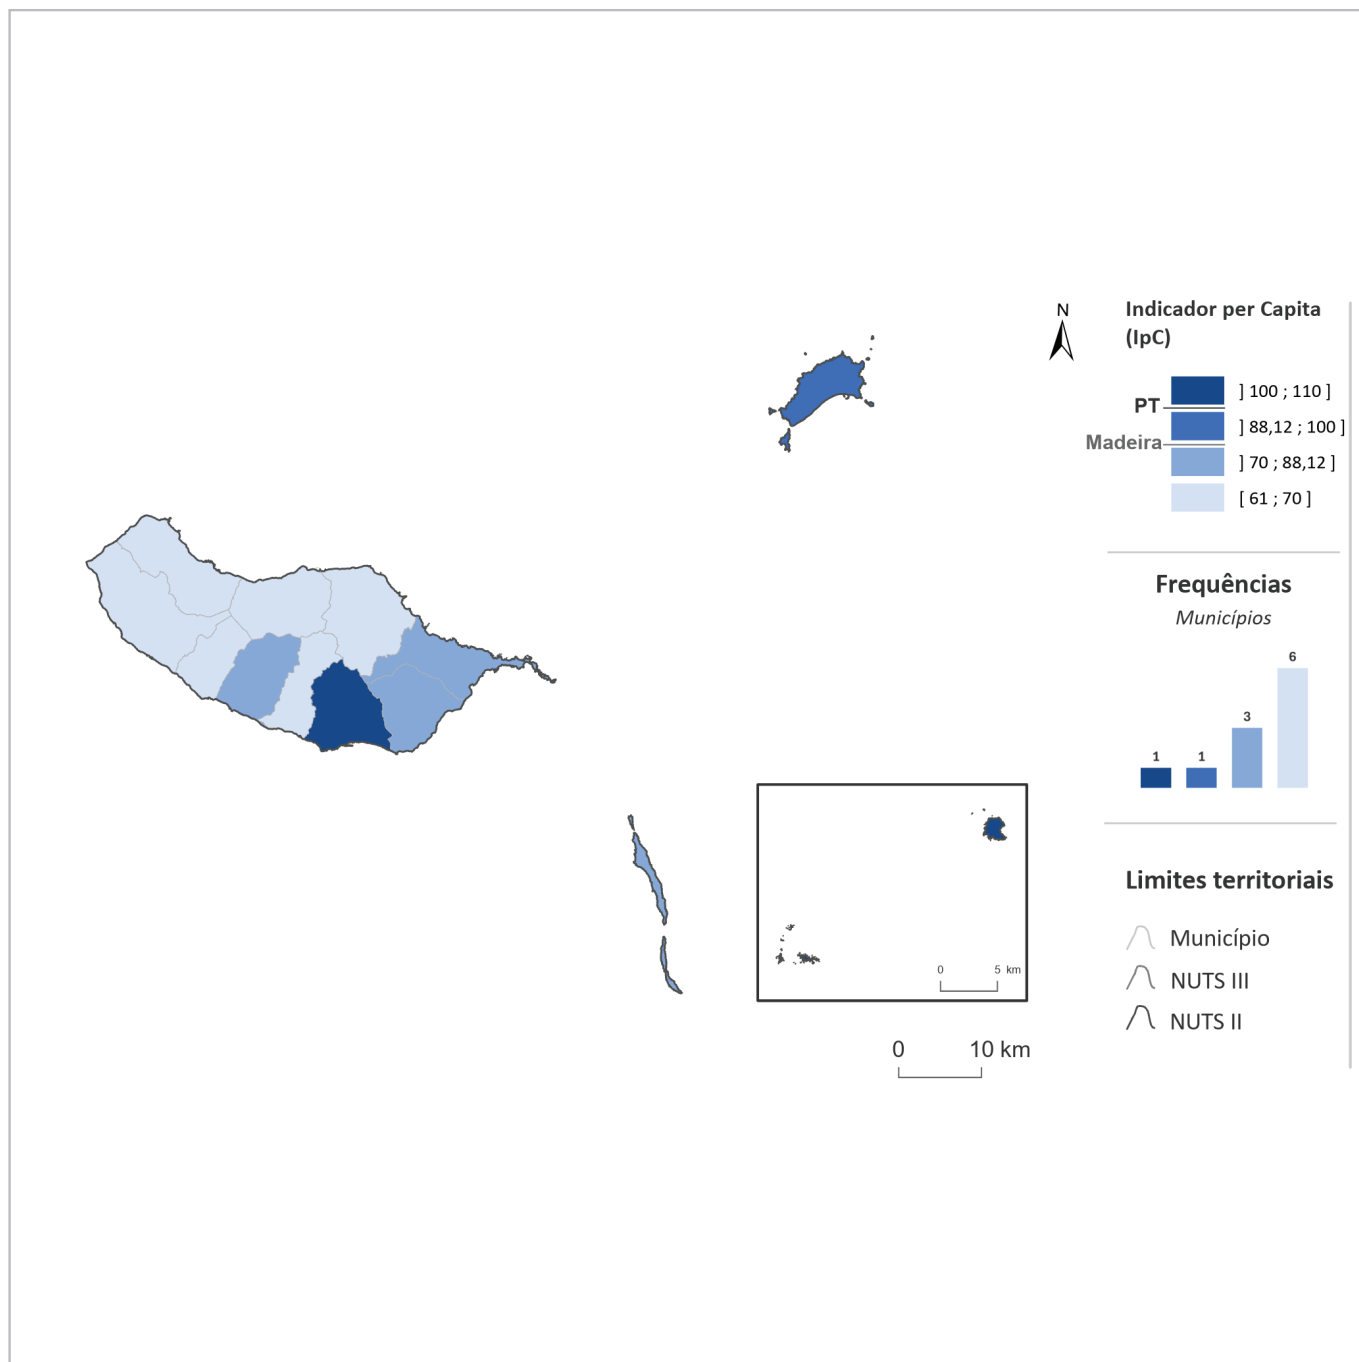 N
Indicador per Capita
(IpC)
] 100 ; 110 ]
PT
] 88,12 ; 100 ]
Madeira
] 70 ; 88,12 ]
[ 61 ; 70 ]
Frequências
Municípios
6
3
1
1
Limites territoriais
Município
NUTS III
NUTS II
0 5 km
0 10 km